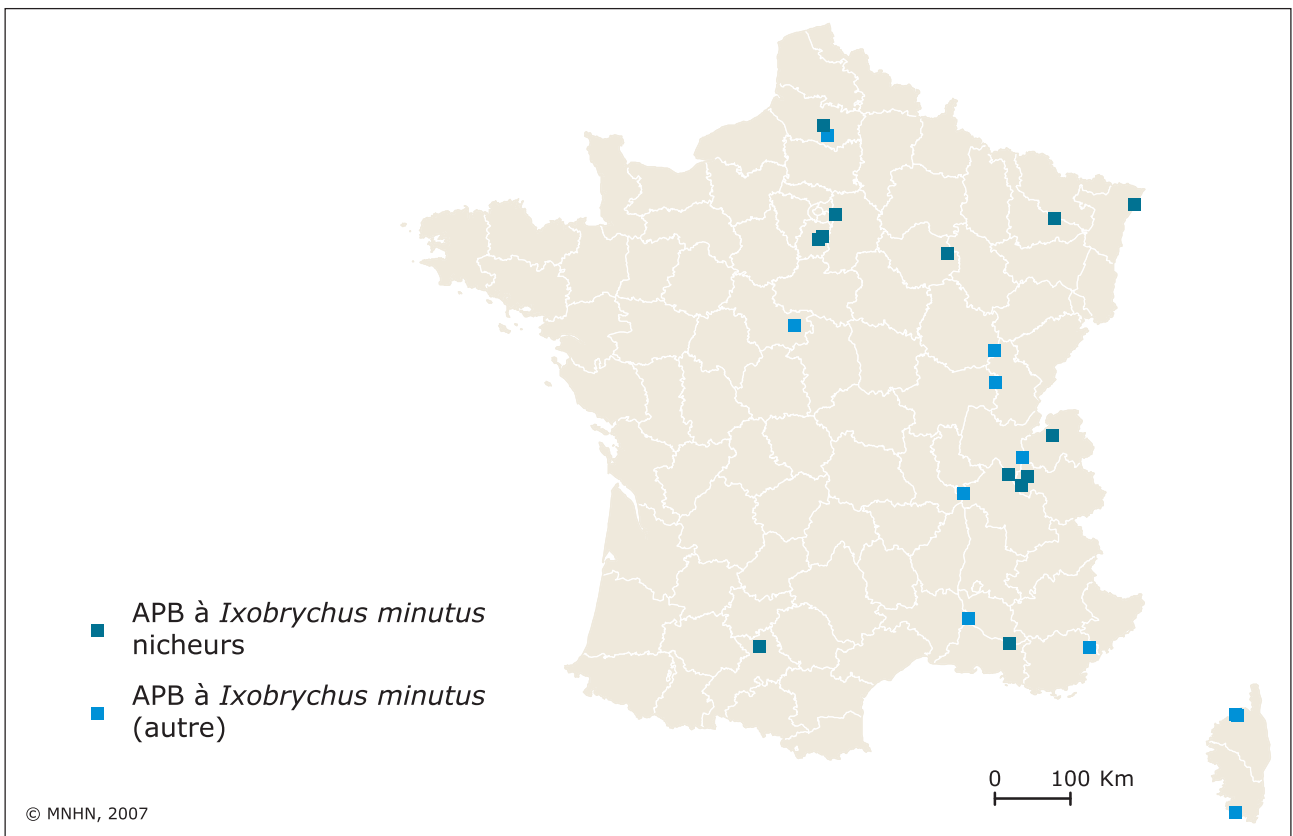 APB à Ixobrychus minutus
nicheurs
APB à Ixobrychus minutus
(autre)
0 100 Km
© MNHN, 2007